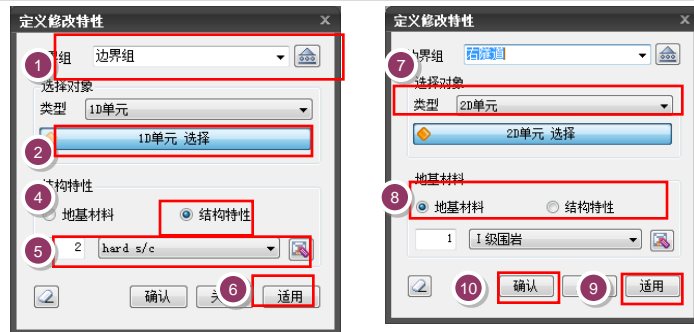 定义修改特性 x
1 界组 边界组
选择对象
类型 1D单元
1D单元 选择
2
结构特性
4 地基材料 结构特性
5 2 hard s/c
6
确认 适用
定义修改特性 x
7 边界组 右隧道
选择对象
类型 2D单元
2D单元 选择
地基材料
8 地基材料 结构特性
1 I 级围岩
10 确认 9 适用